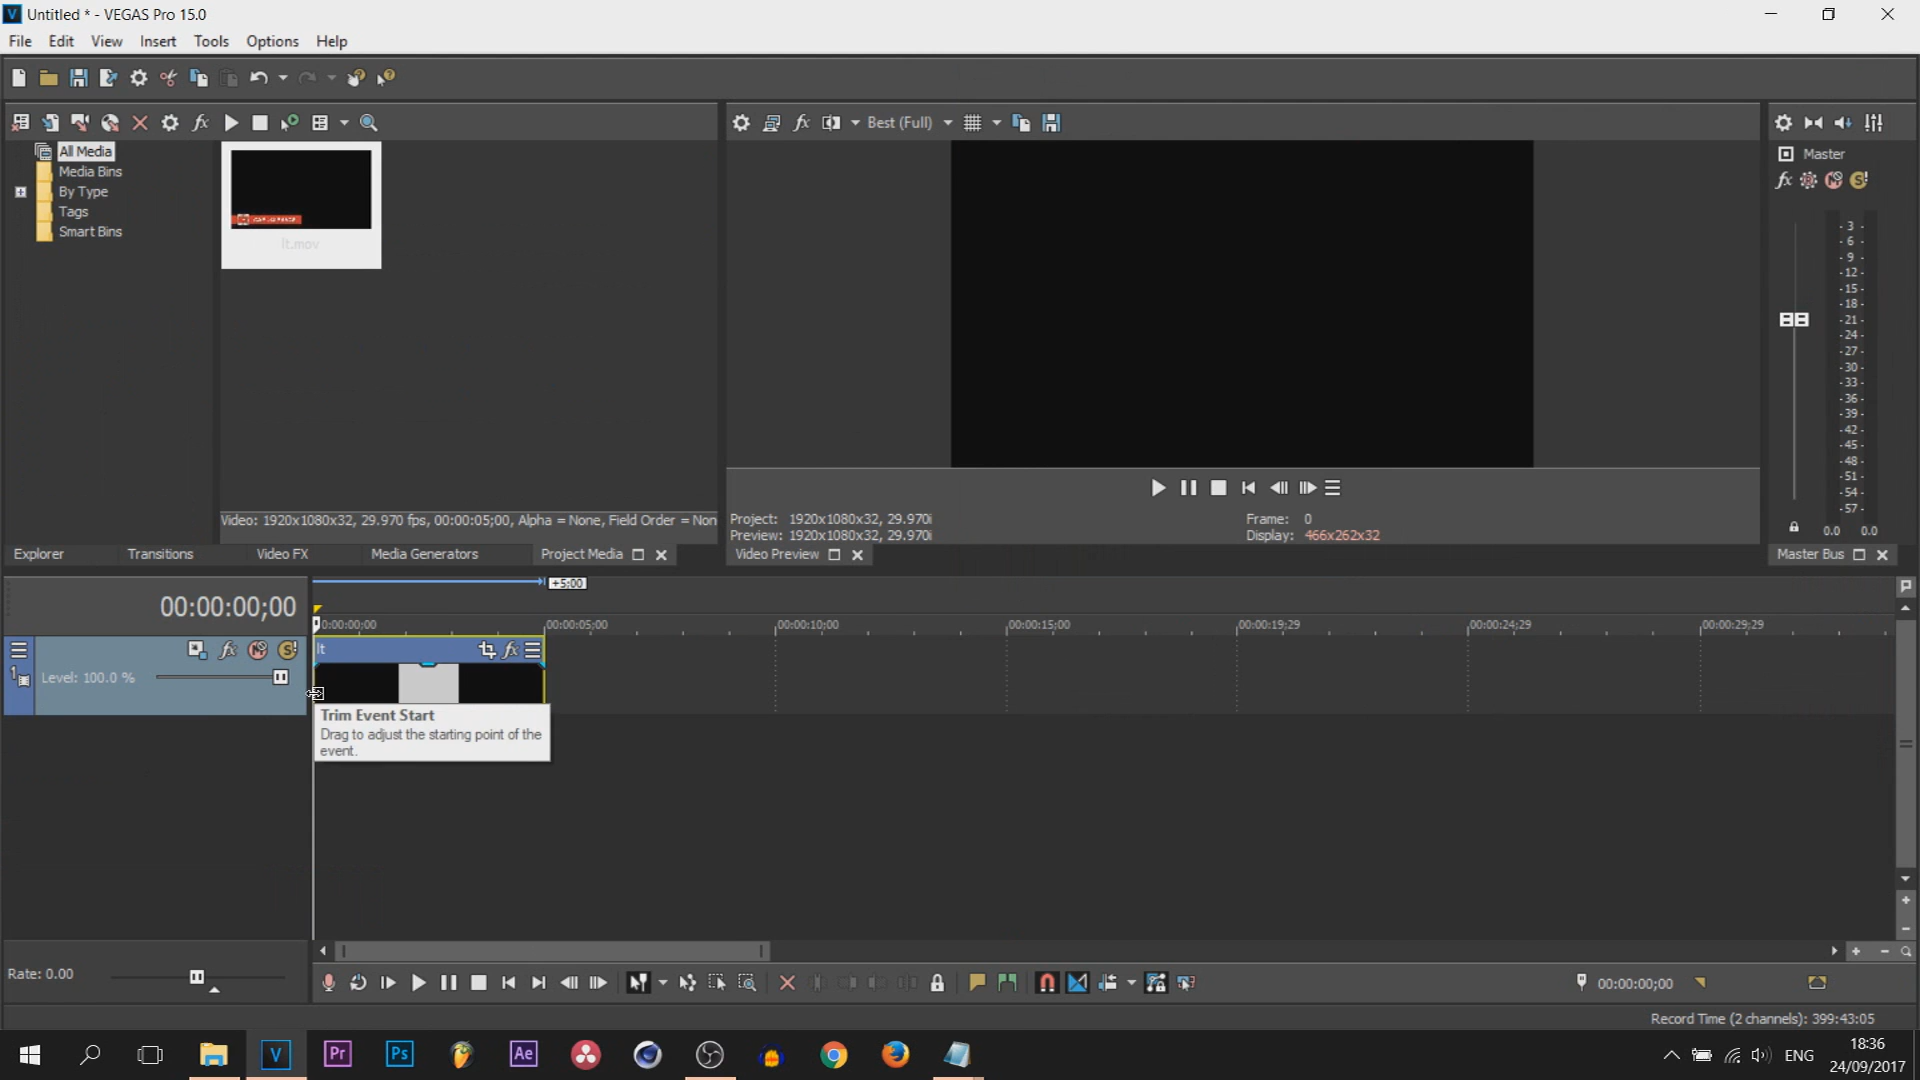 Untitled * - VEGAS Pro 15.0
File Edit View Insert Tools Options Help
Best (Full)
All Media
Media Bins
By Type
Tags
Smart Bins
lt.mov
Master
-3-
-6-
-9-
-12-
-15-
-18-
-21-
-24-
-27-
-30-
-33-
-36-
-39-
-42-
-45-
-48-
-51-
-54-
-57-
0.0 0.0
Video: 1920x1080x32, 29.970 fps, 00:00:05;00, Alpha = None, Field Order = Non
Project: 1920x1080x32, 29.970i
Frame: 0
Preview: 1920x1080x32, 29.970i
Display: 466x262x32
Explorer Transitions Video FX Media Generators Project Media
Video Preview
Master Bus
+5:00
00:00:00;00
0:00:00;00 00:00:05;00 00:00:10;00 00:00:15;00 00:00:19;29 00:00:24;29 00:00:29;29
lt
1
Level: 100.0 %
Trim Event Start
Drag to adjust the starting point of the
event.
Rate: 0.00
00:00:00;00
Record Time (2 channels): 399:43:05
V Pr Ps Ae
ENG
18:36
24/09/2017